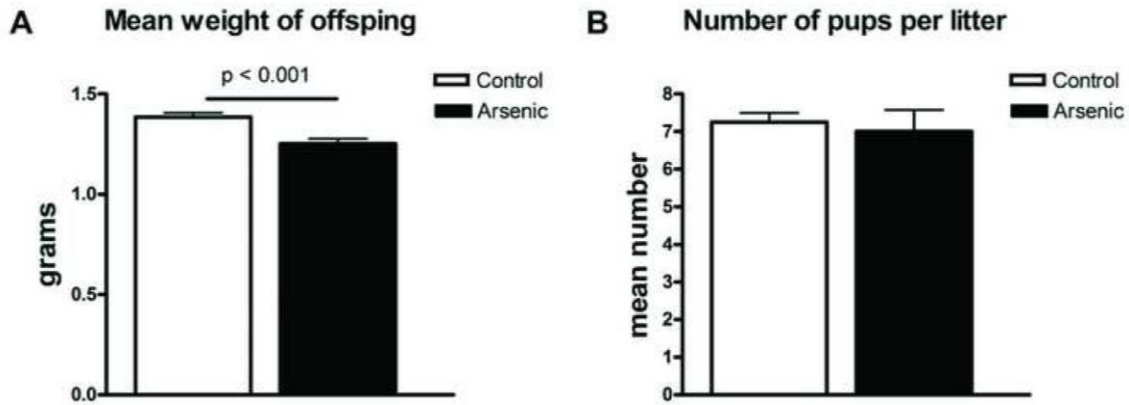 A Mean weight of offsping
p < 0.001
Control
Arsenic
1.5
1.0
0.5
0.0
grams
B Number of pups per litter
Control
Arsenic
8
7
6
5
4
3
2
1
0
mean number